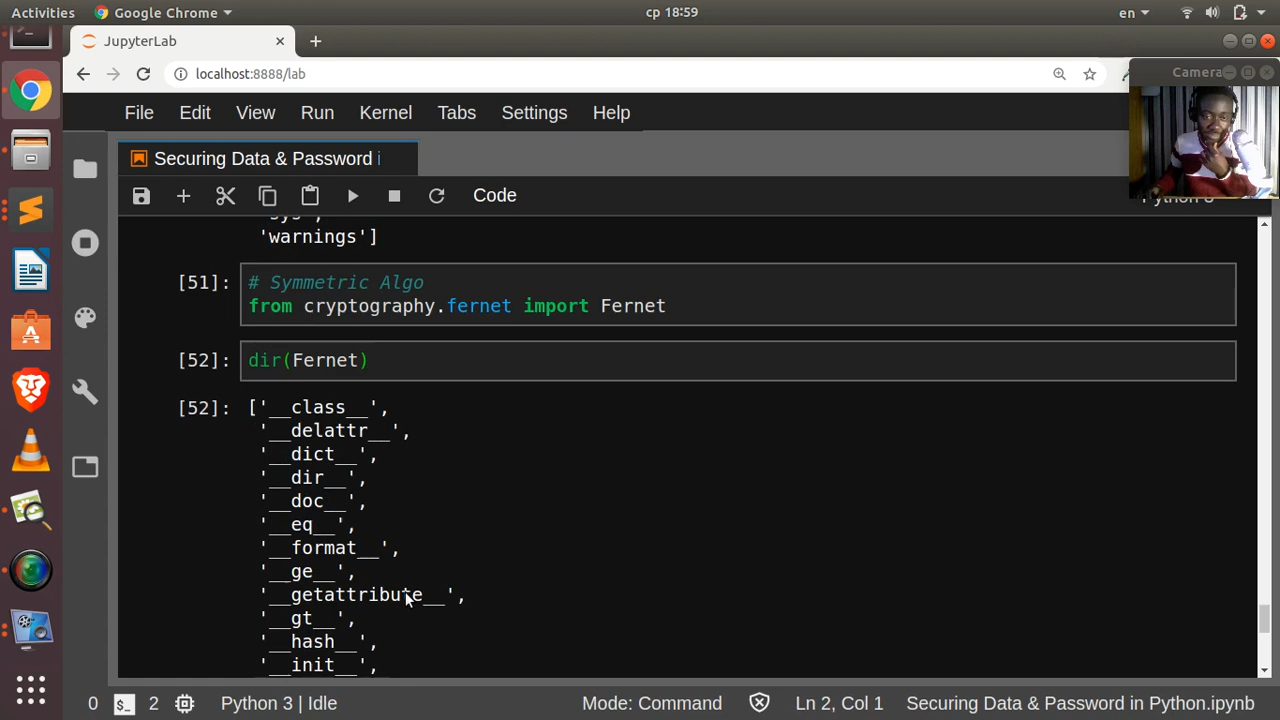 Activities Google Chrome ср 18:59 en
JupyterLab
localhost:8888/lab
Camera
File Edit View Run Kernel Tabs Settings Help
Securing Data & Password i
Code
'warnings']
[51]: # Symmetric Algo
from cryptography.fernet import Fernet
[52]: dir(Fernet)
[52]: ['__class__',
'__delattr__',
'__dict__',
'__dir__',
'__doc__',
'__eq__',
'__format__',
'__ge__',
'__getattribute__',
'__gt__',
'__hash__',
'__init__',
0 $_ 2 Python 3 | Idle Mode: Command Ln 2, Col 1 Securing Data & Password in Python.ipynb